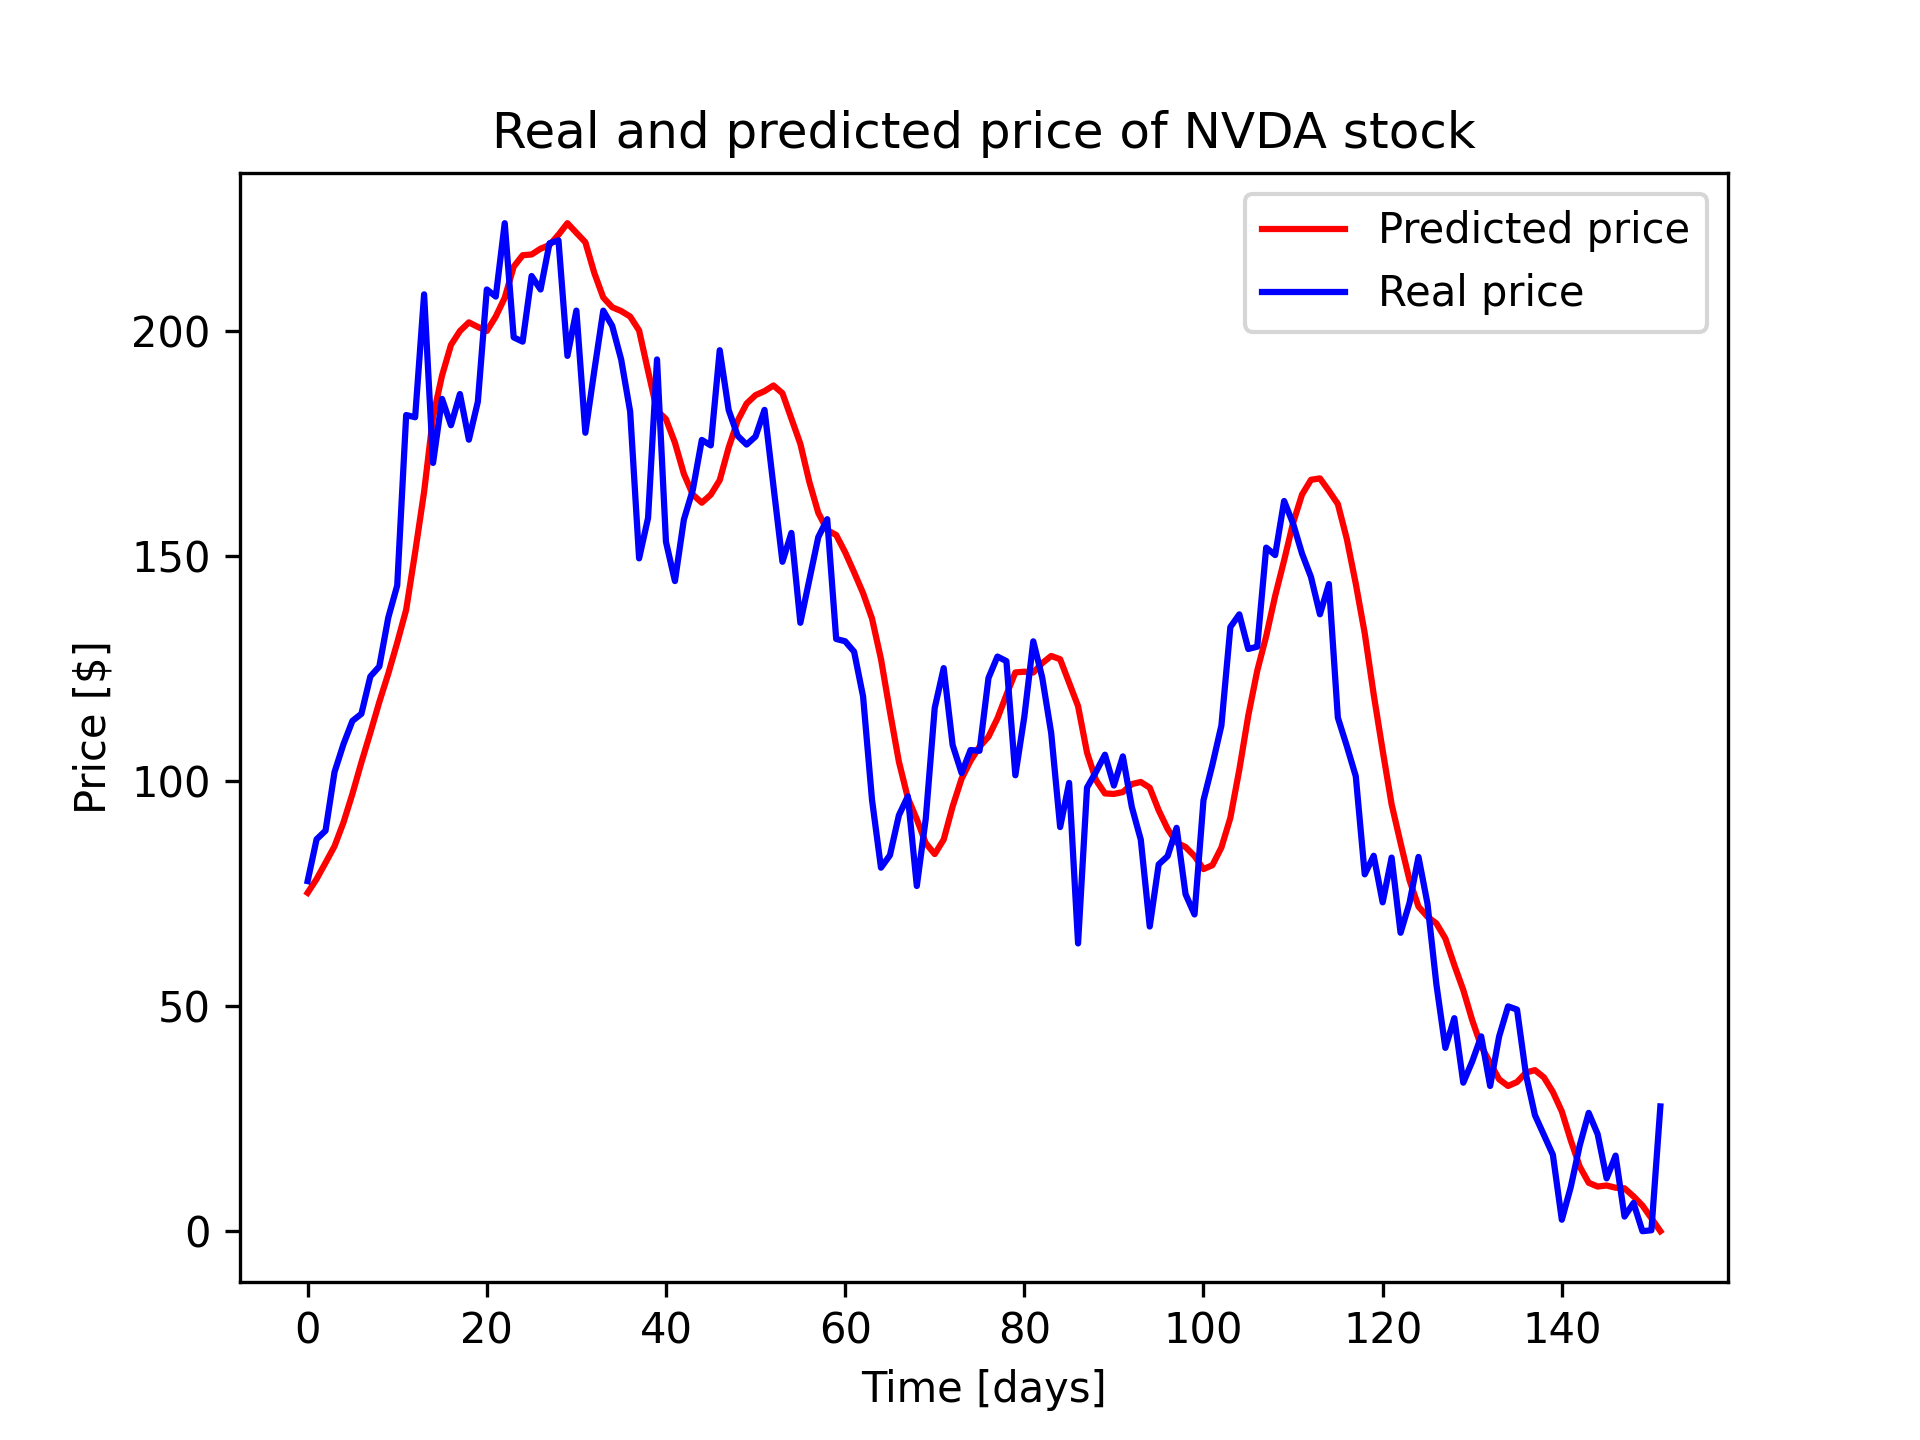 Real and predicted price of NVDA stock
Predicted price
Real price
Price [$]
200
150
100
50
0
0 20 40 60 80 100 120 140
Time [days]